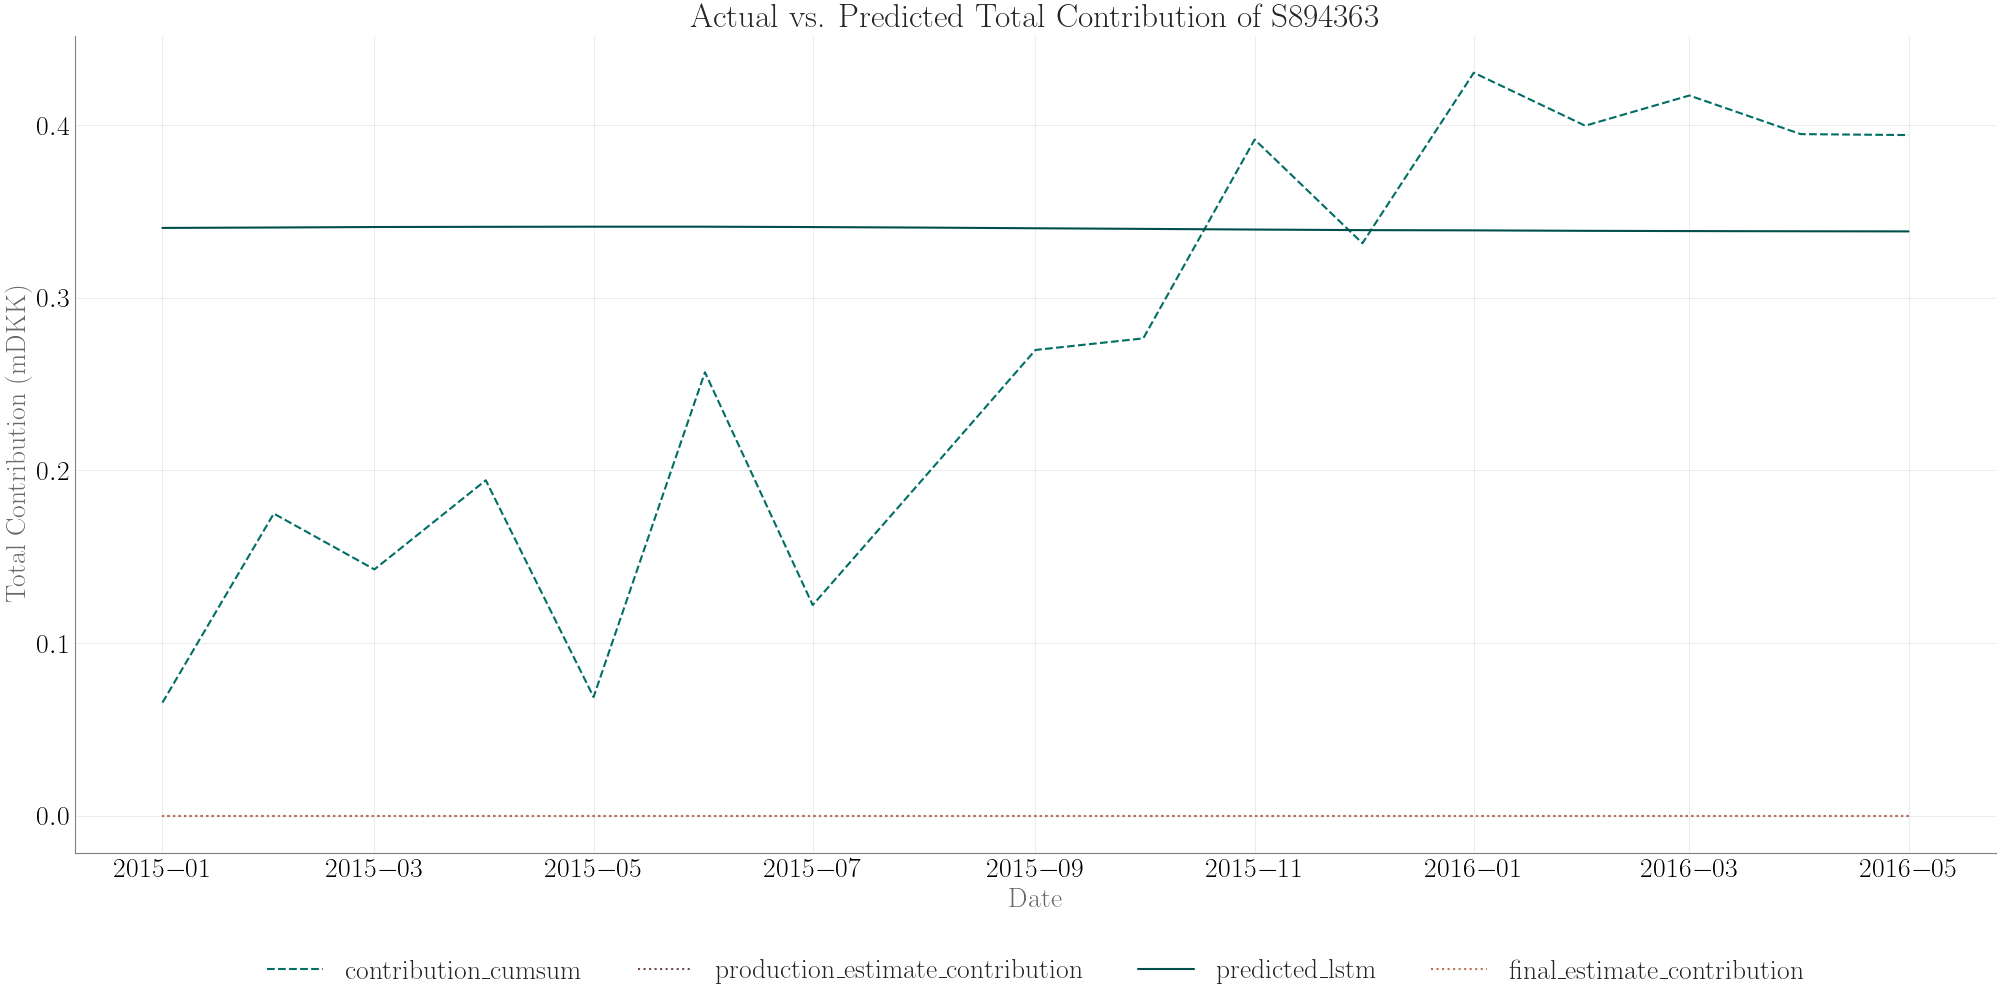 Actual vs. Predicted Total Contribution of S894363
Total Contribution (mDKK)
0.4
0.3
0.2
0.1
0.0
2015–01 2015–03 2015–05 2015–07 2015–09 2015–11 2016–01 2016–03 2016–05
Date
contribution_cumsum production_estimate_contribution predicted_lstm final_estimate_contribution